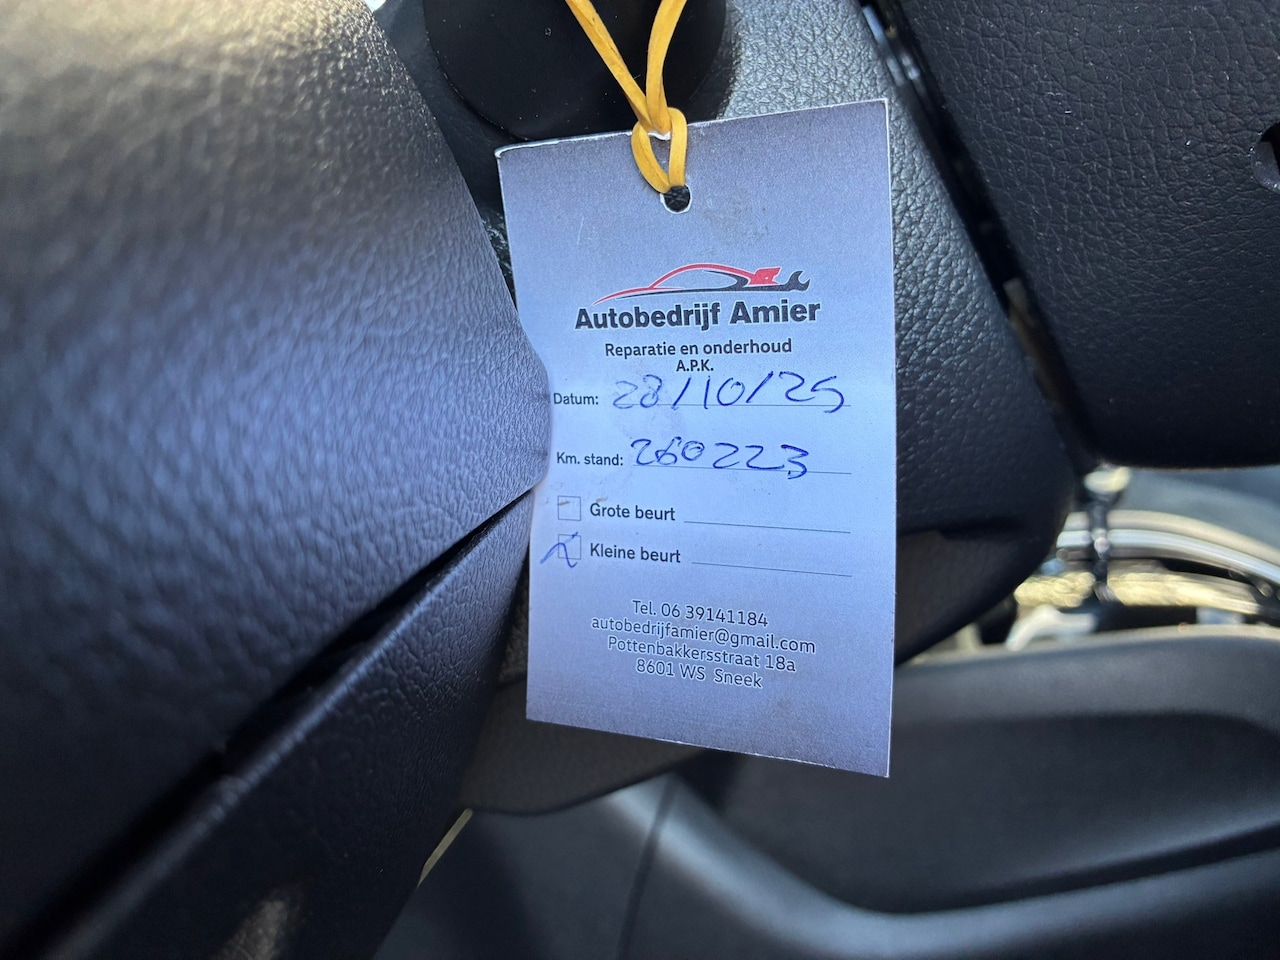 Autobedrijf Amier
Reparatie en onderhoud
A.P.K.
Datum: 28/10/25
Km. stand: 260223
Grote beurt
Kleine beurt
Tel. 06 39141184
autobedrijfamier@gmail.com
Pottenbakkersstraat 18a
8601 WS Sneek